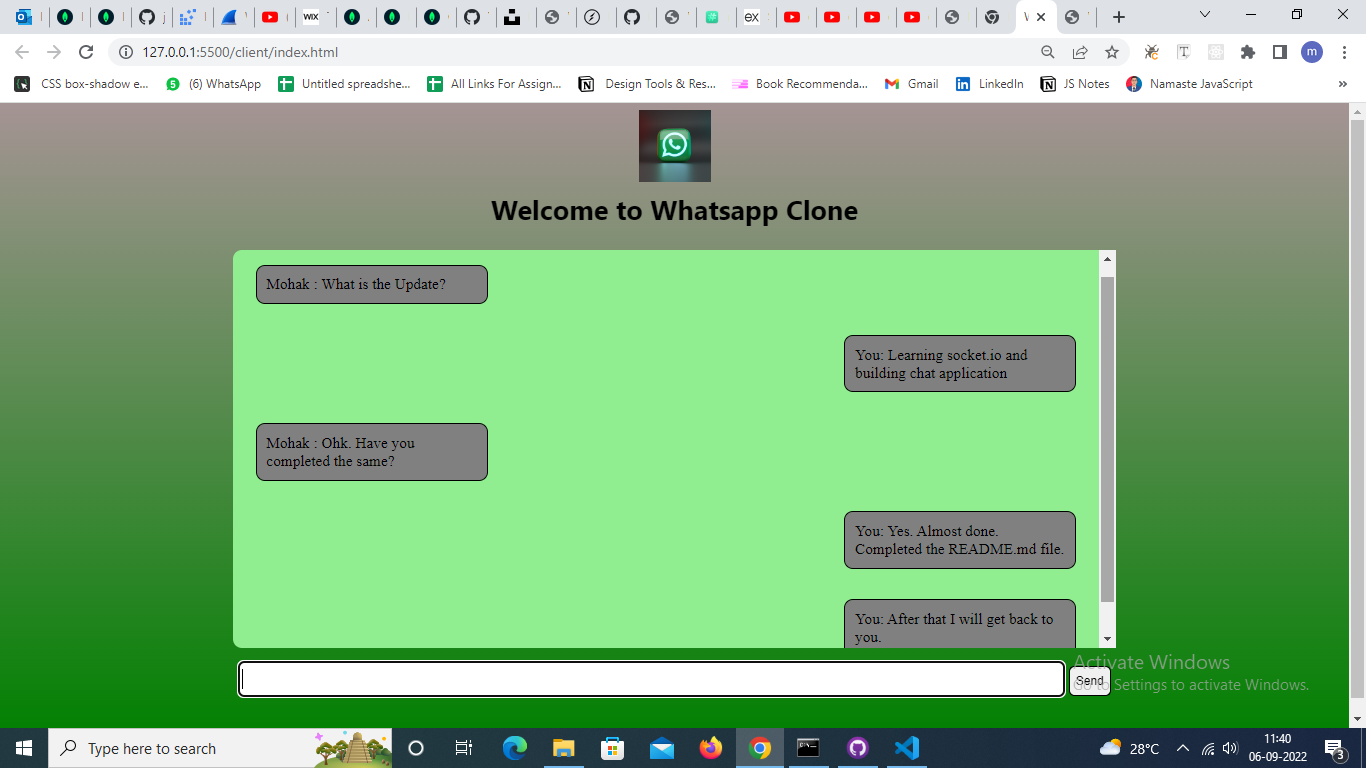 WIX
ex
127.0.0.1:5500/client/index.html
m
CSS box-shadow e...
5
(6) WhatsApp
Untitled spreadshe...
All Links For Assign...
Design Tools & Res...
Book Recommenda...
Gmail
LinkedIn
JS Notes
Namaste JavaScript
»
Welcome to Whatsapp Clone
Mohak : What is the Update?
You: Learning socket.io and
building chat application
Mohak : Ohk. Have you
completed the same?
You: Yes. Almost done.
Completed the README.md file.
You: After that I will get back to
you.
Send
Activate Windows
Go to Settings to activate Windows.
Type here to search
28°C
11:40
06-09-2022
3